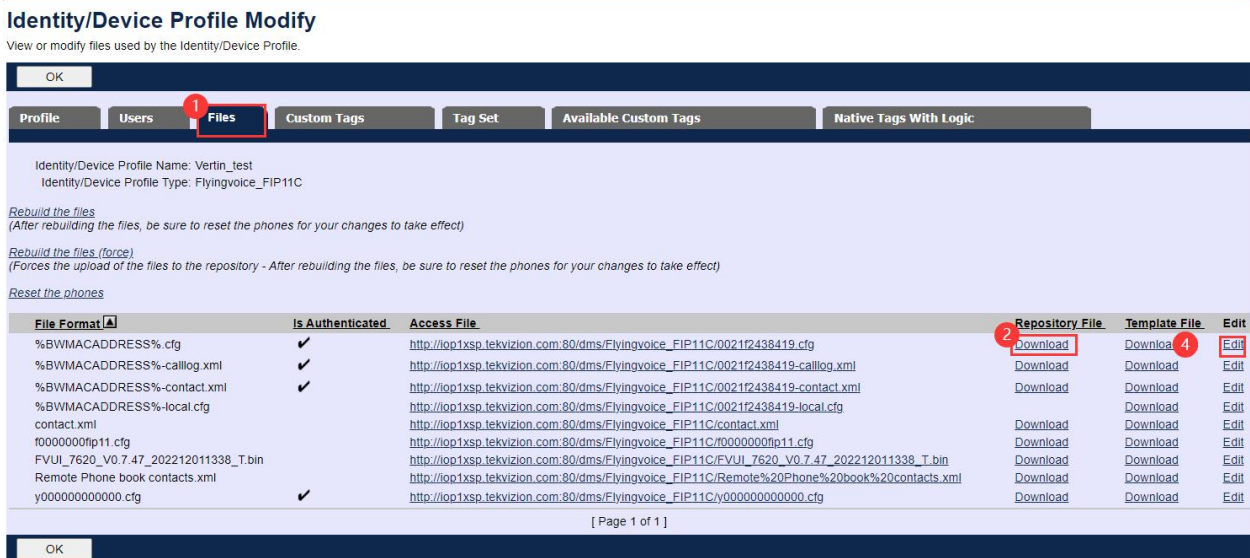 Identity/Device Profile Modify
View or modify files used by the Identity/Device Profile.
OK
1
Profile Users Files Custom Tags Tag Set Available Custom Tags Native Tags With Logic
Identity/Device Profile Name: Vertin_test
Identity/Device Profile Type: Flyingvoice_FIP11C
Rebuild the files
(After rebuilding the files, be sure to reset the phones for your changes to take effect)
Rebuild the files (force)
(Forces the upload of the files to the repository - After rebuilding the files, be sure to reset the phones for your changes to take effect)
Reset the phones
File Format Is Authenticated Access File Repository File Template File Edit
%BWMACADDRESS%.cfg ✔ http://iop1xsp.tekvizion.com:80/dms/Flyingvoice_FIP11C/0021f2438419.cfg 2 Download Download 4 Edit
%BWMACADDRESS%-calllog.xml ✔ http://iop1xsp.tekvizion.com:80/dms/Flyingvoice_FIP11C/0021f2438419-calllog.xml Download Download Edit
%BWMACADDRESS%-contact.xml ✔ http://iop1xsp.tekvizion.com:80/dms/Flyingvoice_FIP11C/0021f2438419-contact.xml Download Download Edit
%BWMACADDRESS%-local.cfg http://iop1xsp.tekvizion.com:80/dms/Flyingvoice_FIP11C/0021f2438419-local.cfg Download Edit
contact.xml http://iop1xsp.tekvizion.com:80/dms/Flyingvoice_FIP11C/contact.xml Download Download Edit
f0000000fip11.cfg http://iop1xsp.tekvizion.com:80/dms/Flyingvoice_FIP11C/f0000000fip11.cfg Download Download Edit
FVUI_7620_V0.7.47_202212011338_T.bin http://iop1xsp.tekvizion.com:80/dms/Flyingvoice_FIP11C/FVUI_7620_V0.7.47_202212011338_T.bin Download Download Edit
Remote Phone book contacts.xml http://iop1xsp.tekvizion.com:80/dms/Flyingvoice_FIP11C/Remote%20Phone%20book%20contacts.xml Download Download Edit
y000000000000.cfg ✔ http://iop1xsp.tekvizion.com:80/dms/Flyingvoice_FIP11C/y000000000000.cfg Download Download Edit
[ Page 1 of 1 ]
OK